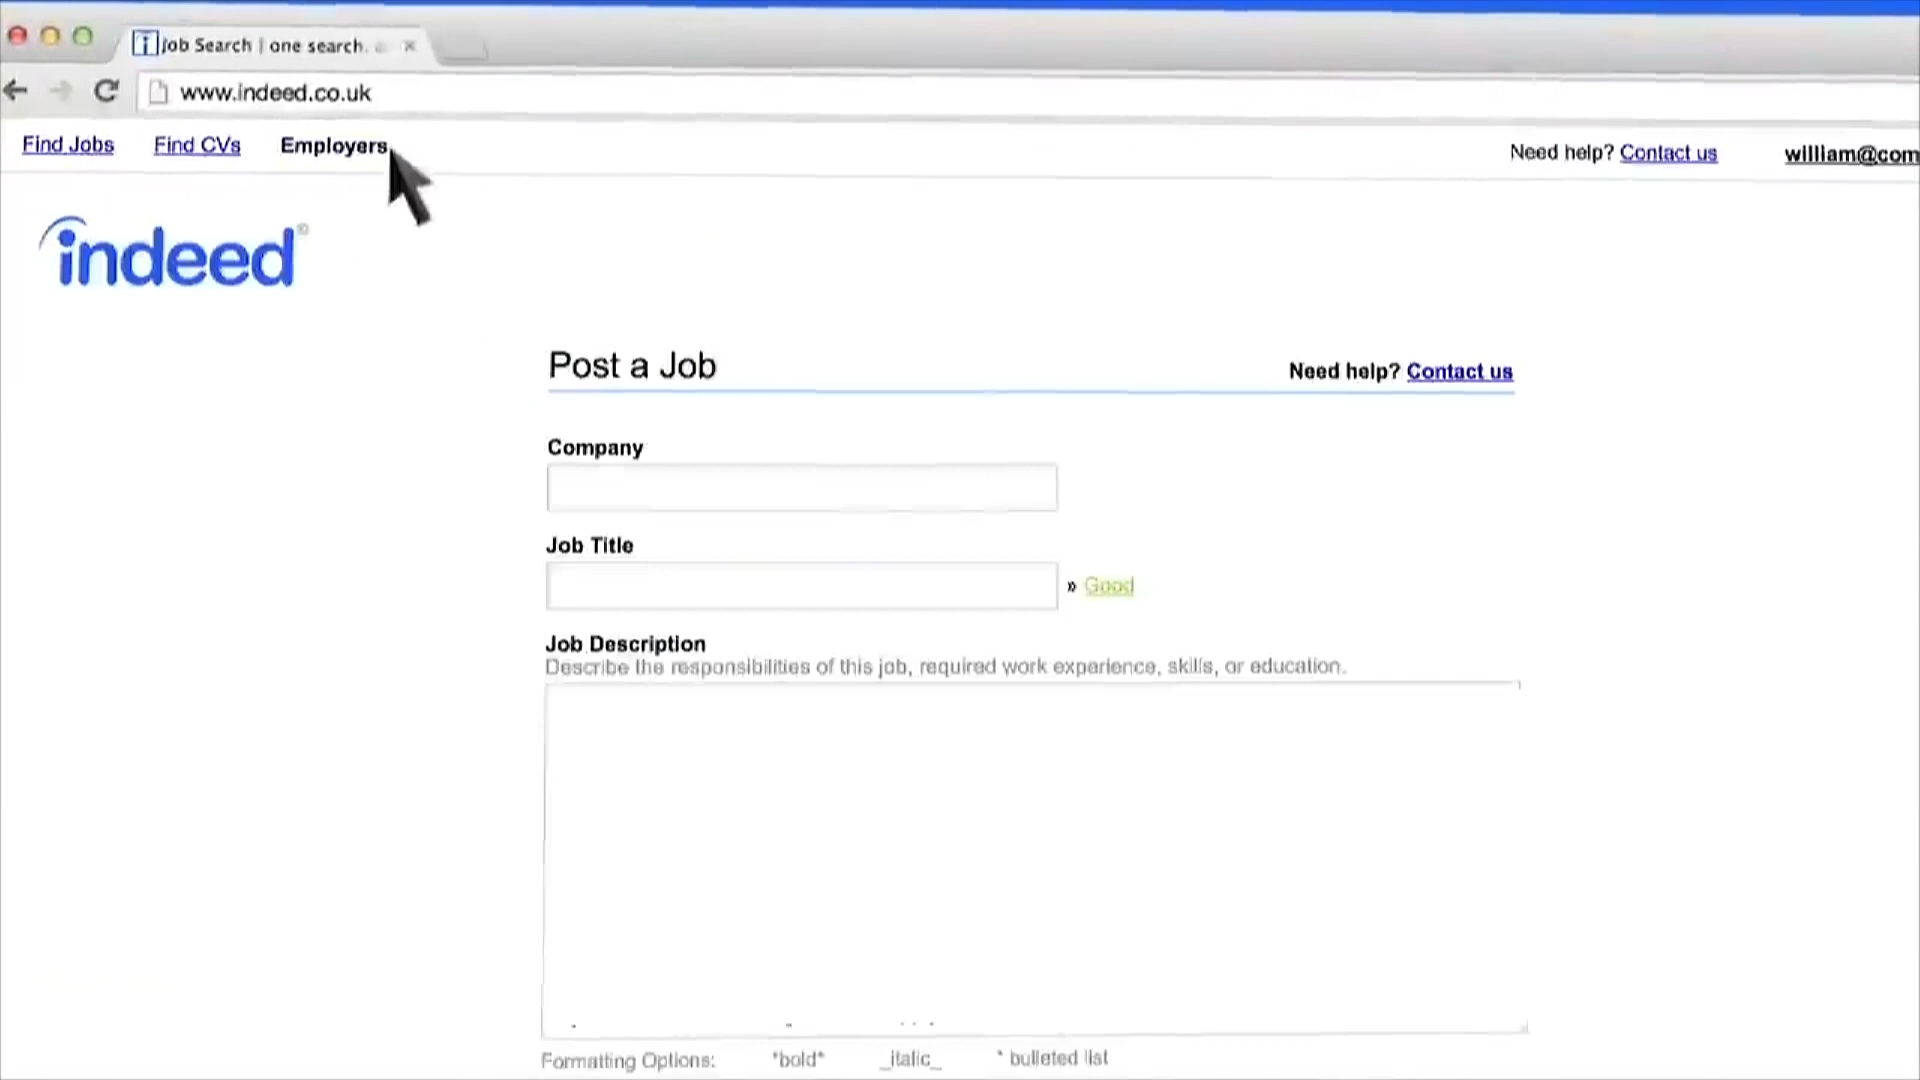 Job Search | one search.
www.indeed.co.uk
Find Jobs Find CVs Employers Need help? Contact us william@com
indeed
Post a Job Need help? Contact us
Company
Job Title
» Good
Job Description
Describe the responsibilities of this job, required work experience, skills, or education.
Formatting Options: *bold* _italic_ * bulleted list